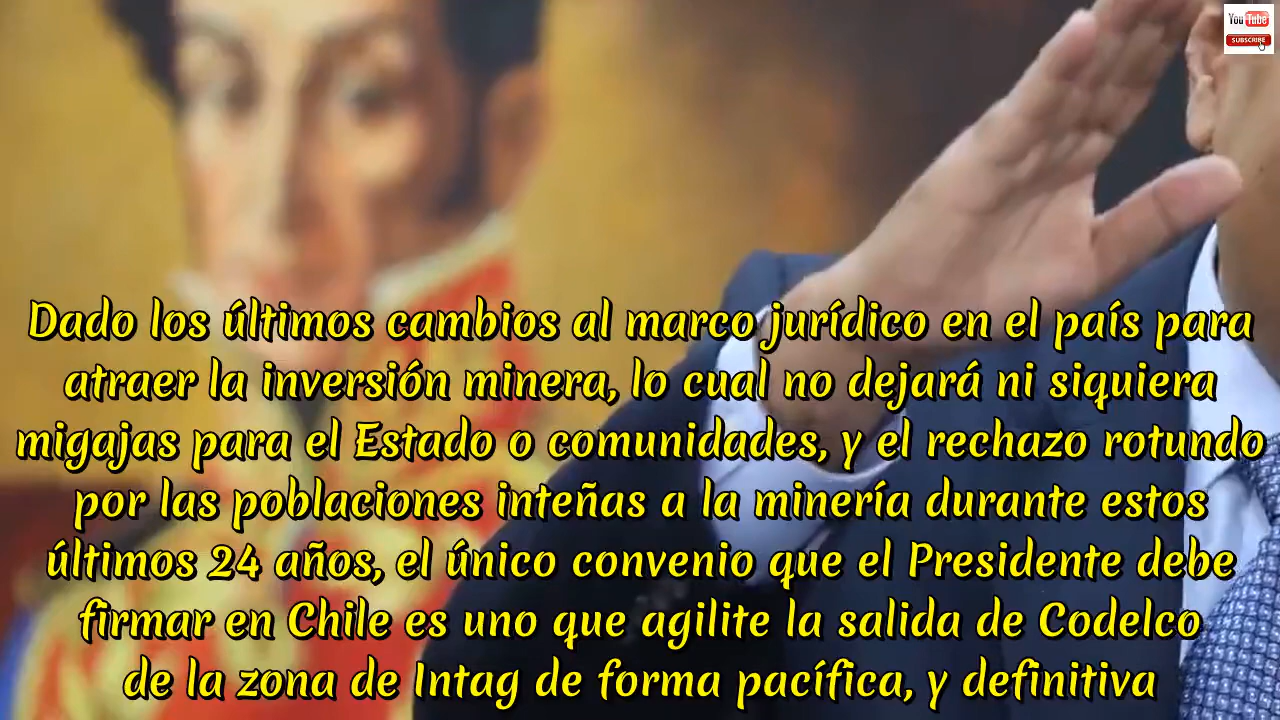 You Tube
SUBSCRIBE
Dado los últimos cambios al marco jurídico en el país para
atraer la inversión minera, lo cual no dejará ni siquiera
migajas para el Estado o comunidades, y el rechazo rotundo
por las poblaciones inteñas a la minería durante estos
últimos 24 años, el único convenio que el Presidente debe
firmar en Chile es uno que agilite la salida de Codelco
de la zona de Intag de forma pacífica, y definitiva